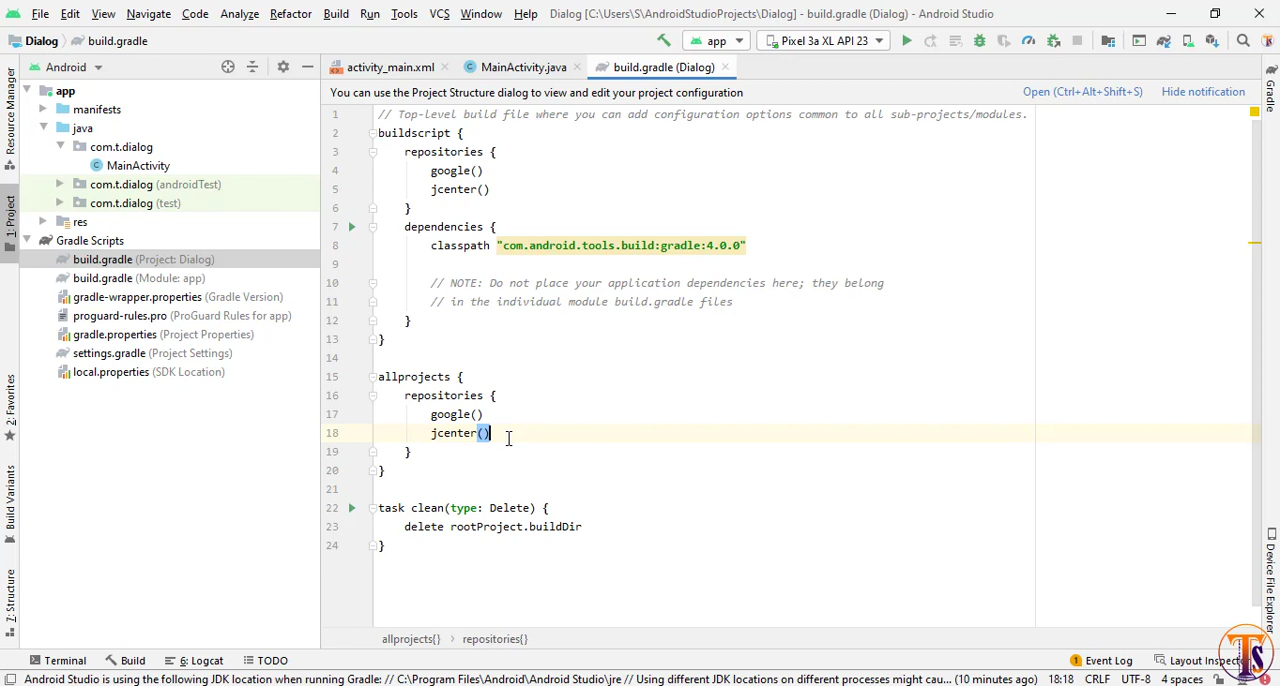 File Edit View Navigate Code Analyze Refactor Build Run Tools VCS Window Help Dialog [C:\Users\S\AndroidStudioProjects\Dialog] - build.gradle (Dialog) - Android Studio
Dialog build.gradle app Pixel 3a XL API 23
Android activity_main.xml MainActivity.java build.gradle (Dialog)
You can use the Project Structure dialog to view and edit your project configuration Open (Ctrl+Alt+Shift+S) Hide notification
Resource Manager
1: Project
2: Favorites
Build Variants
7: Structure
app
manifests
java
com.t.dialog
MainActivity
com.t.dialog (androidTest)
com.t.dialog (test)
res
Gradle Scripts
build.gradle (Project: Dialog)
build.gradle (Module: app)
gradle-wrapper.properties (Gradle Version)
proguard-rules.pro (ProGuard Rules for app)
gradle.properties (Project Properties)
settings.gradle (Project Settings)
local.properties (SDK Location)
1 // Top-level build file where you can add configuration options common to all sub-projects/modules.
2 buildscript {
3 repositories {
4 google()
5 jcenter()
6 }
7 dependencies {
8 classpath "com.android.tools.build:gradle:4.0.0"
9
10 // NOTE: Do not place your application dependencies here; they belong
11 // in the individual module build.gradle files
12 }
13 }
14
15 allprojects {
16 repositories {
17 google()
18 jcenter()
19 }
20 }
21
22 task clean(type: Delete) {
23 delete rootProject.buildDir
24 }
allprojects{} › repositories{}
Gradle
Device File Explorer
Terminal Build 6: Logcat TODO 1 Event Log Layout Inspector
TS
Android Studio is using the following JDK location when running Gradle: // C:\Program Files\Android\Android Studio\jre // Using different JDK locations on different processes might cau... (10 minutes ago) 18:18 CRLF UTF-8 4 spaces